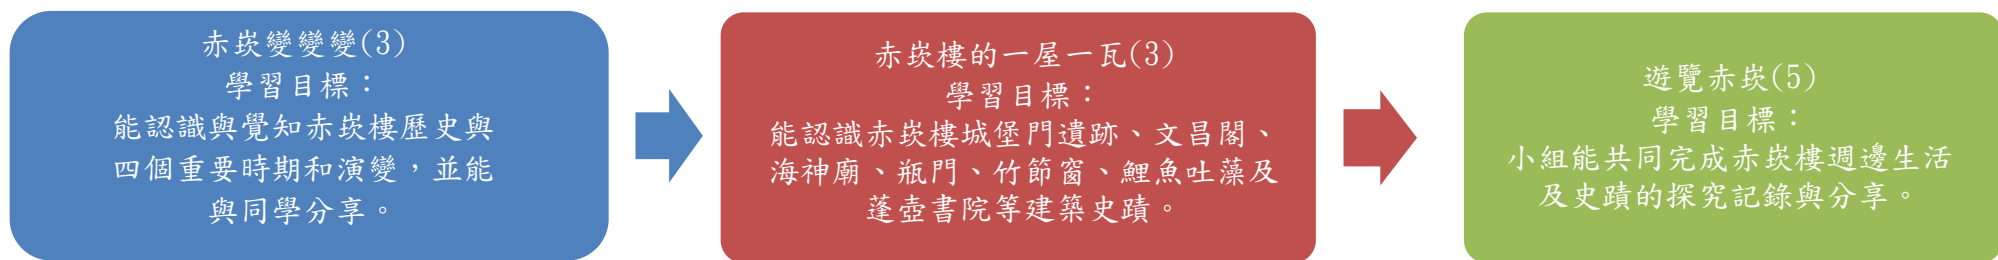 赤崁變變變(3)
學習目標：
能認識與覺知赤崁樓歷史與
四個重要時期和演變，並能
與同學分享。
赤崁樓的一屋一瓦(3)
學習目標：
能認識赤崁樓城堡門遺跡、文昌閣、
海神廟、瓶門、竹節窗、鯉魚吐藻及
蓬壺書院等建築史蹟。
遊覽赤崁(5)
學習目標：
小組能共同完成赤崁樓週邊生活
及史蹟的探究記錄與分享。